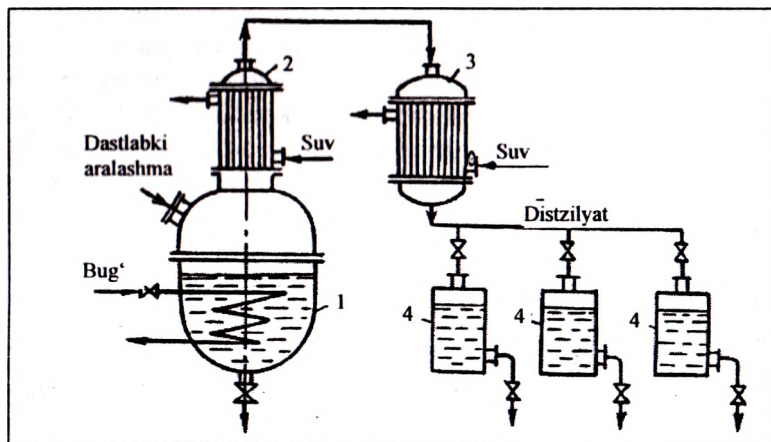 2
3
Dastlabki
aralashma
Suv
Suv
Distzilyat
Bug‘
1
4
4
4